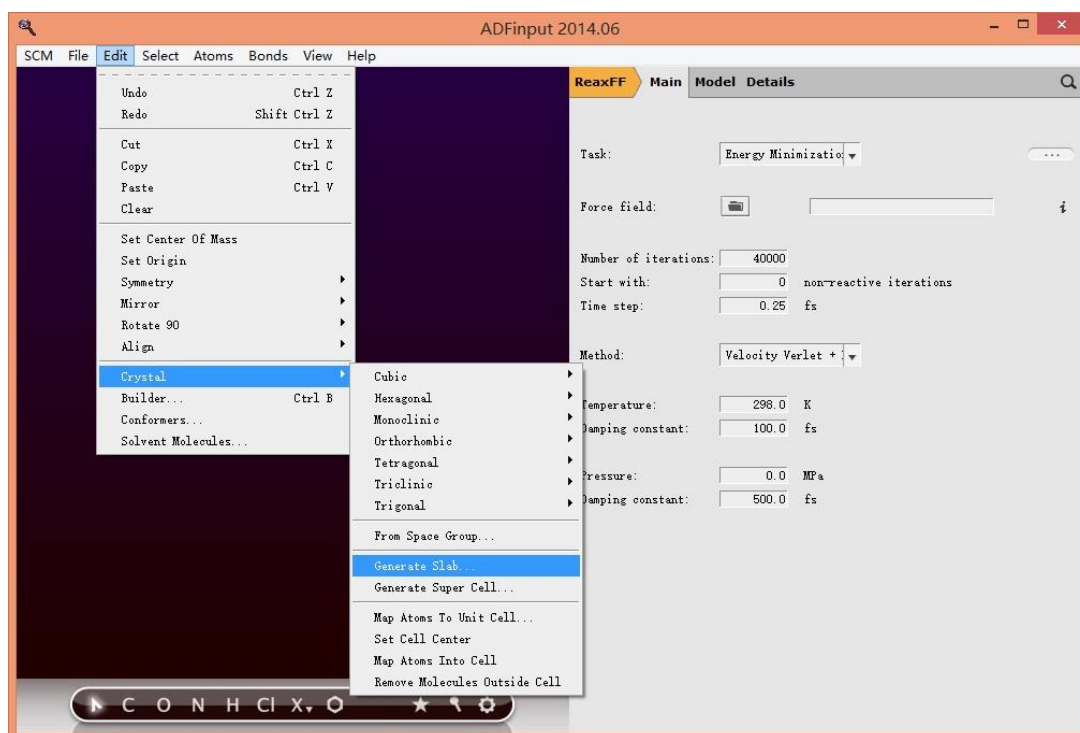 ADFinput 2014.06
SCM File Edit Select Atoms Bonds View Help
Undo Ctrl Z
Redo Shift Ctrl Z
Cut Ctrl X
Copy Ctrl C
Paste Ctrl V
Clear
Set Center Of Mass
Set Origin
Symmetry
Mirror
Rotate 90
Align
Crystal
Builder... Ctrl B
Conformers...
Solvent Molecules...
Cubic
Hexagonal
Monoclinic
Orthorhombic
Tetragonal
Triclinic
Trigonal
From Space Group...
Generate Slab...
Generate Super Cell...
Map Atoms To Unit Cell...
Set Cell Center
Map Atoms Into Cell
Remove Molecules Outside Cell
C O N H Cl X
ReaxFF Main Model Details
Task: Energy Minimizatio
Force field:
Number of iterations: 40000
Start with: 0 non-reactive iterations
Time step: 0.25 fs
Method: Velocity Verlet +
Temperature: 298.0 K
Damping constant: 100.0 fs
Pressure: 0.0 MPa
Damping constant: 500.0 fs